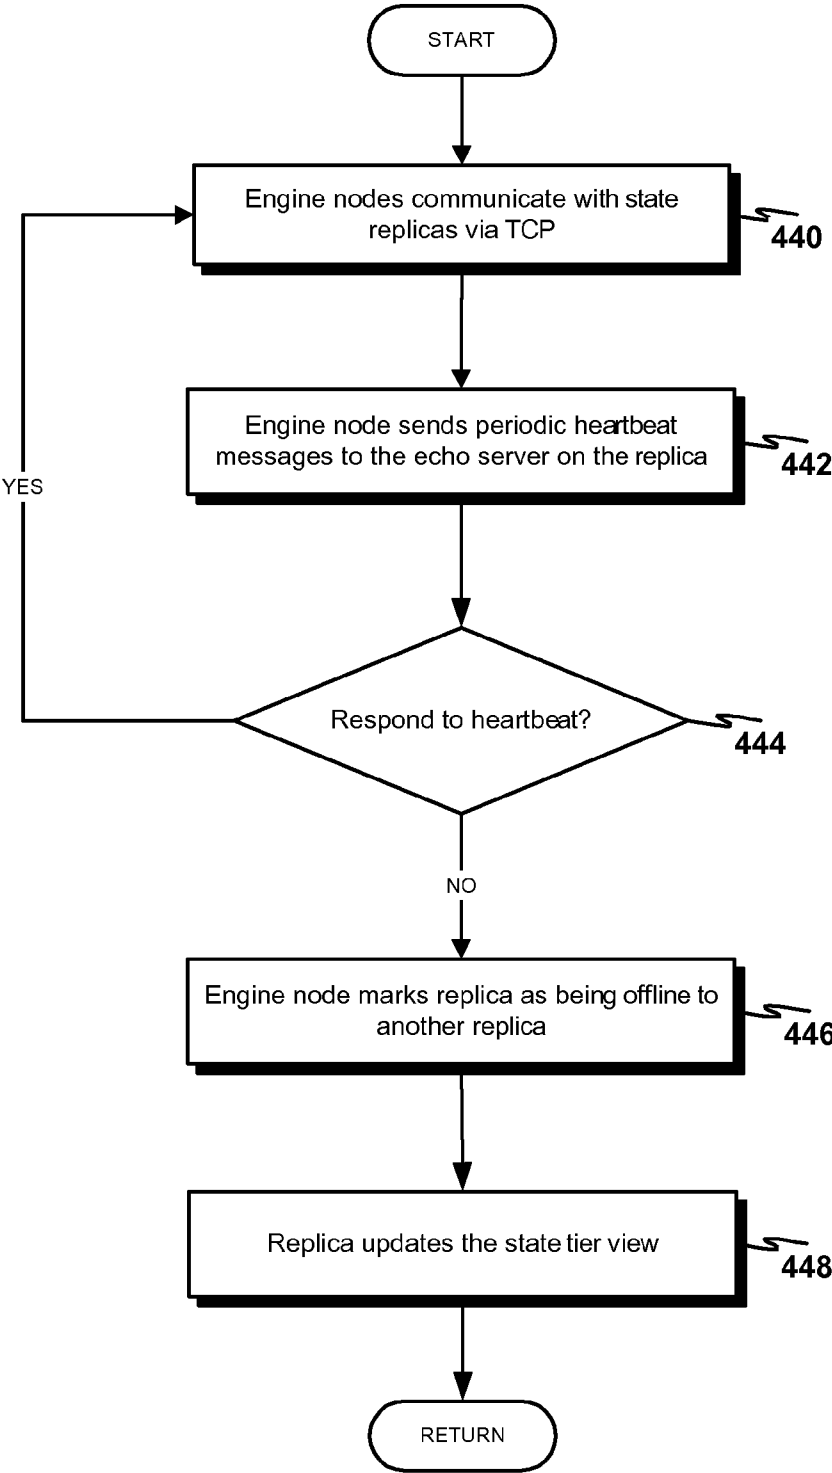 START
Engine nodes communicate with state
replicas via TCP
440
Engine node sends periodic heartbeat
messages to the echo server on the replica
442
YES
Respond to heartbeat?
444
NO
Engine node marks replica as being offline to
another replica
446
Replica updates the state tier view
448
RETURN